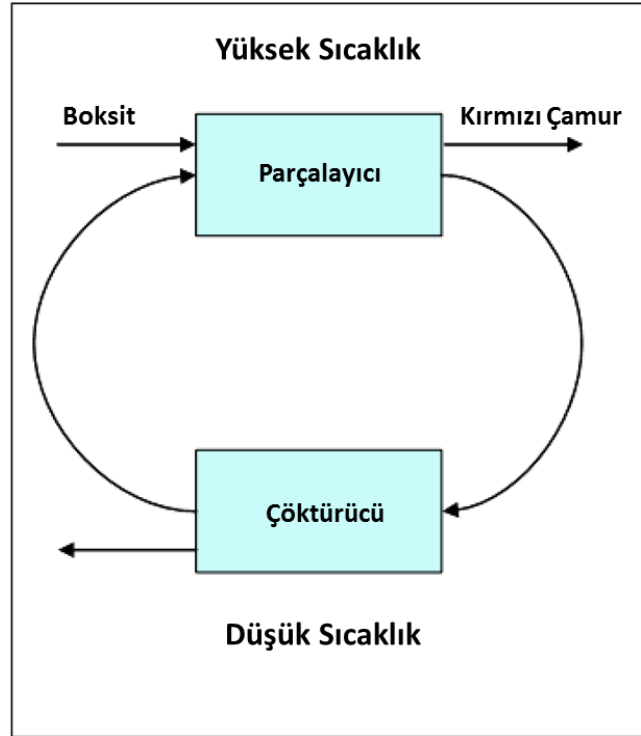 Yüksek Sıcaklık
Boksit
Kırmızı Çamur
Parçalayıcı
Çöktürücü
Düşük Sıcaklık